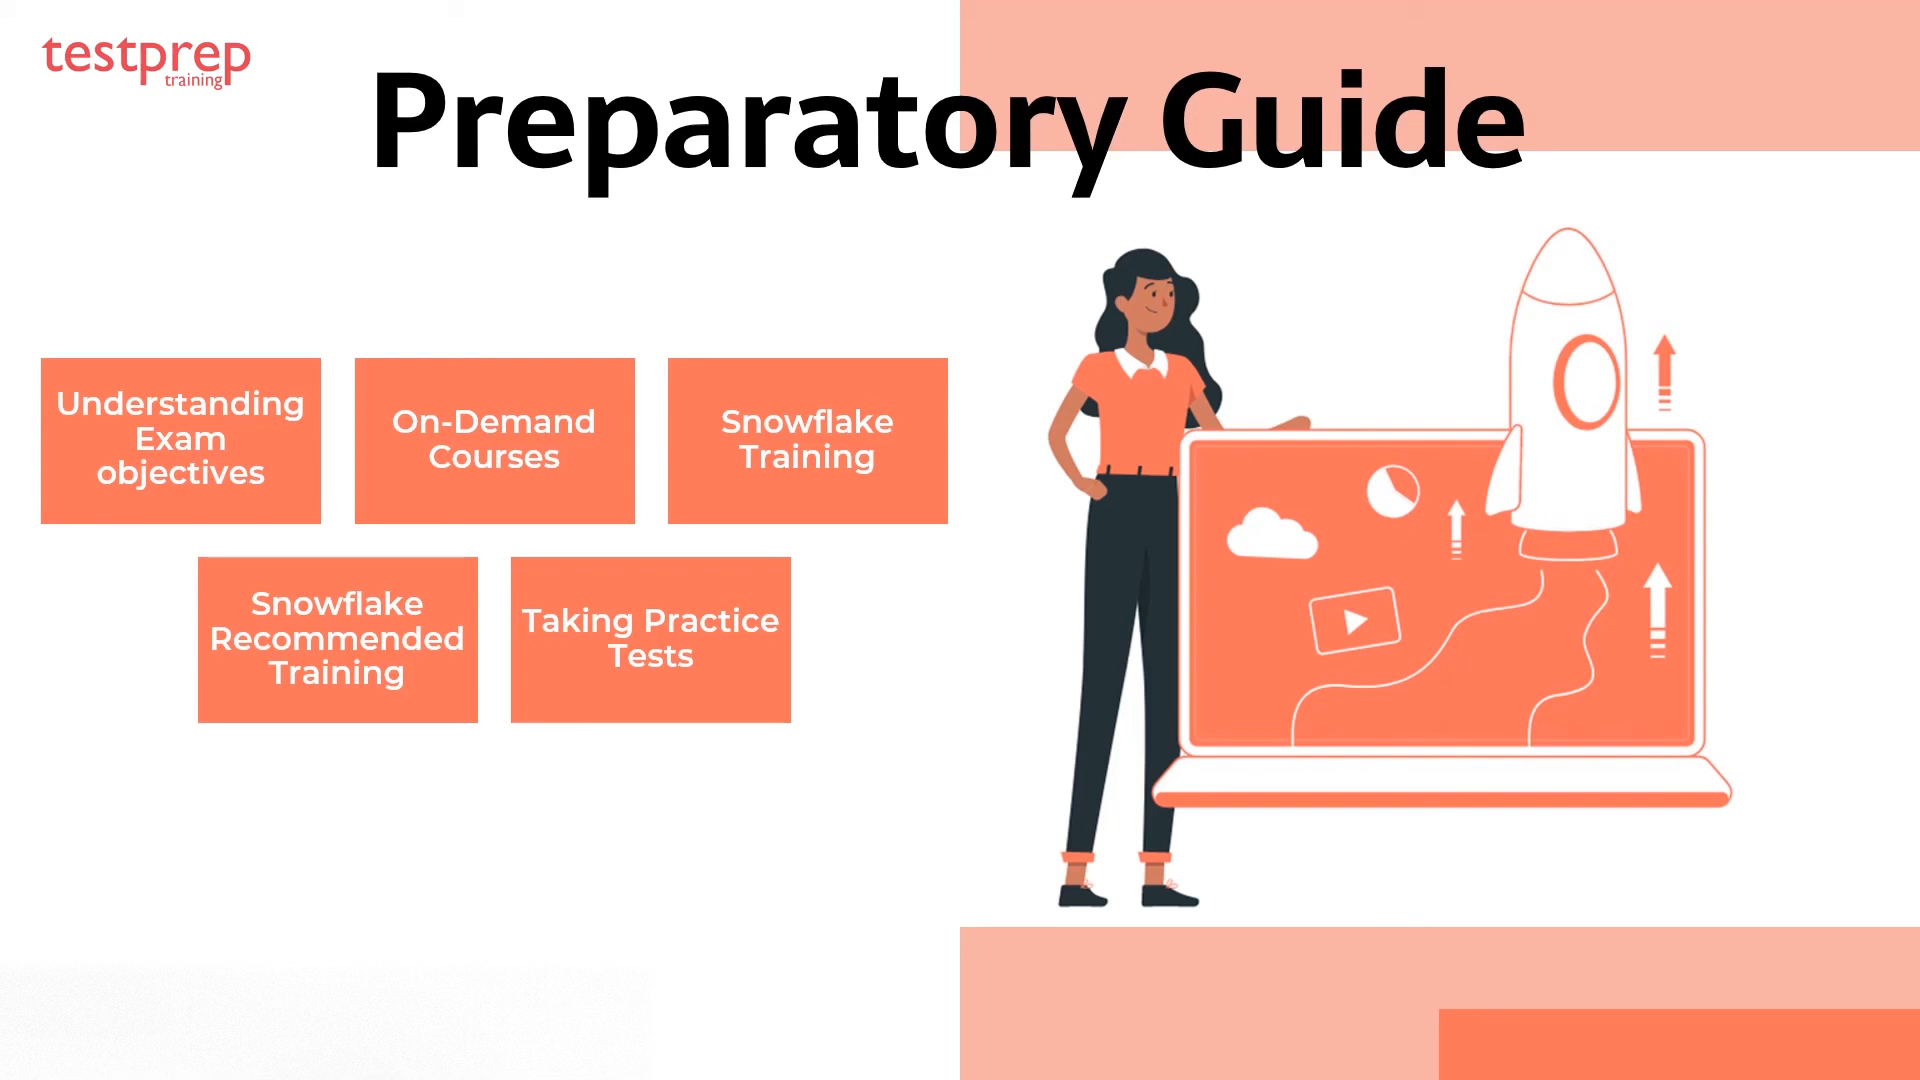 testprep
training
Preparatory Guide
Understanding
Exam
objectives
On-Demand
Courses
Snowflake
Training
Snowflake
Recommended
Training
Taking Practice
Tests